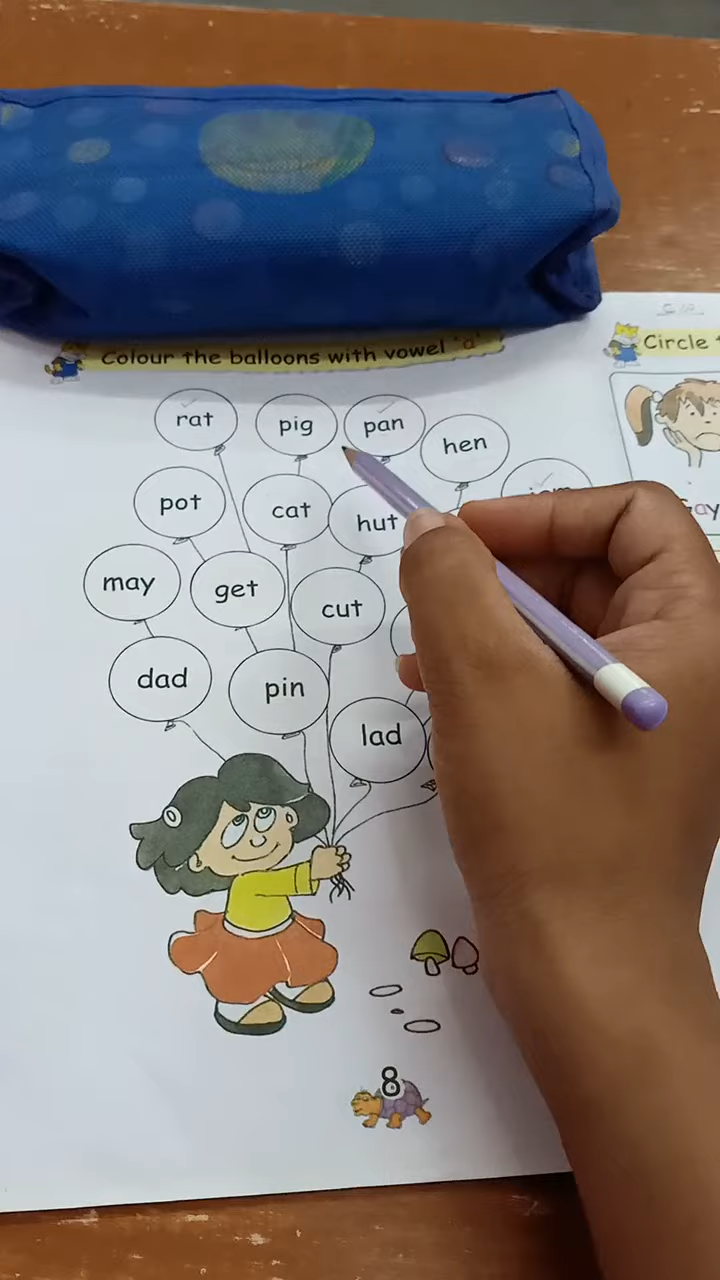 Colour the balloons with vowel 'a'
Circle
rat pig pan hen
pot cat hut
may get cut
dad pin lad
8